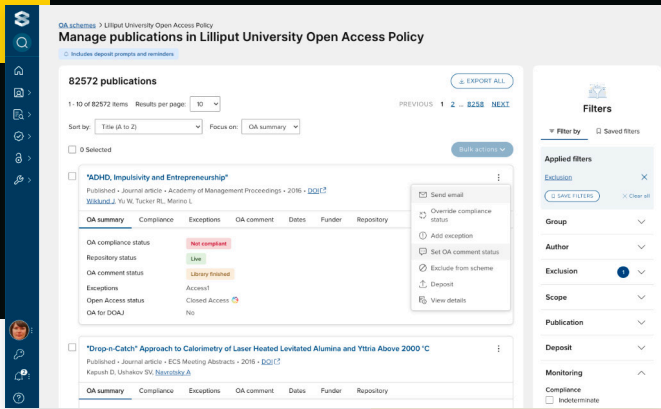 OA schemes > Lilliput University Open Access Policy
Manage publications in Lilliput University Open Access Policy
Includes deposit prompts and reminders
82572 publications
EXPORT ALL
1 - 10 of 82572 items Results per page: 10
PREVIOUS 1 2 ... 8258 NEXT
Sort by: Title (A to Z) Focus on: OA summary
0 Selected
Bulk actions
"ADHD, Impulsivity and Entrepreneurship"
Published • Journal article • Academy of Management Proceedings • 2016 • DOI
Wiklund J, Yu W, Tucker RL, Marino L
OA summary Compliance Exceptions OA comment Dates Funder Repository
OA compliance status Not compliant
Repository status Live
OA comment status Library finished
Exceptions Access1
Open Access status Closed Access
OA for DOAJ No
Send email
Override compliance
status
Add exception
Set OA comment status
Exclude from scheme
Deposit
View details
"Drop-n-Catch" Approach to Calorimetry of Laser Heated Levitated Alumina and Yttria Above 2000 °C
Published • Journal article • ECS Meeting Abstracts • 2016 • DOI
Kapush D, Ushakov SV, Navrotsky A
OA summary Compliance Exceptions OA comment Dates Funder Repository
Filters
Filter by Saved filters
Applied filters
Exclusion
SAVE FILTERS Clear all
Group
Author
Exclusion 1
Scope
Publication
Deposit
Monitoring
Compliance
Indeterminate